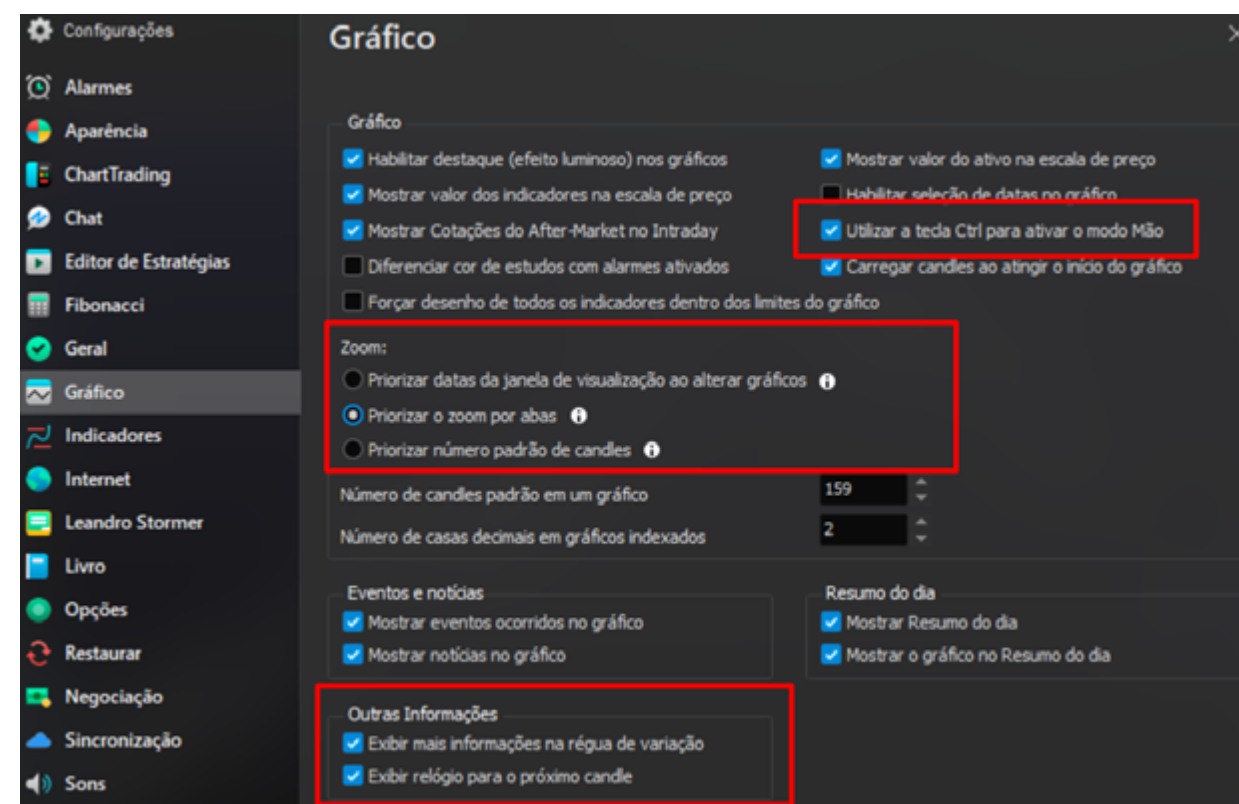 Configurações
Alarmes
Aparência
ChartTrading
Chat
Editor de Estratégias
Fibonacci
Geral
Gráfico
Indicadores
Internet
Leandro Stormer
Livro
Opções
Restaurar
Negociação
Sincronização
Sons
Gráfico
Gráfico
Habilitar destaque (efeito luminoso) nos gráficos
Mostrar valor do ativo na escala de preço
Mostrar valor dos indicadores na escala de preço
Habilitar seleção de datas no gráfico
Mostrar Cotações do After-Market no Intraday
Utilizar a tecla Ctrl para ativar o modo Mão
Diferenciar cor de estudos com alarmes ativados
Carregar candles ao atingir o início do gráfico
Forçar desenho de todos os indicadores dentro dos limites do gráfico
Zoom:
Priorizar datas da janela de visualização ao alterar gráficos
Priorizar o zoom por abas
Priorizar número padrão de candles
Número de candles padrão em um gráfico 159
Número de casas decimais em gráficos indexados 2
Eventos e notícias
Mostrar eventos ocorridos no gráfico
Mostrar notícias no gráfico
Resumo do dia
Mostrar Resumo do dia
Mostrar o gráfico no Resumo do dia
Outras Informações
Exibir mais informações na régua de variação
Exibir relógio para o próximo candle